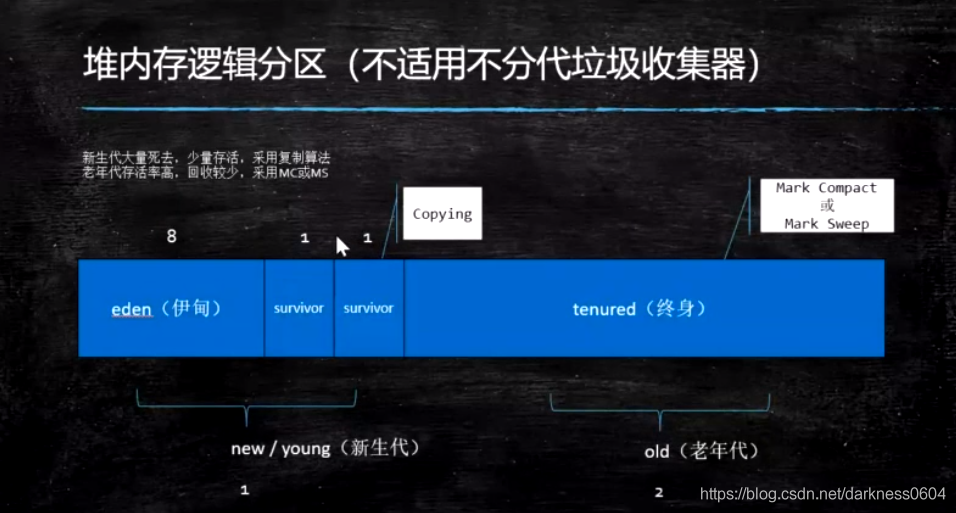 堆内存逻辑分区（不适用不分代垃圾收集器）
新生代大量死去，少量存活，采用复制算法
老年代存活率高，回收较少，采用MC或MS
Copying
Mark Compact
或
Mark Sweep
8
1
1
eden（伊甸）
survivor
survivor
tenured（终身）
new / young（新生代）
old（老年代）
1
2
https://blog.csdn.net/darkness0604